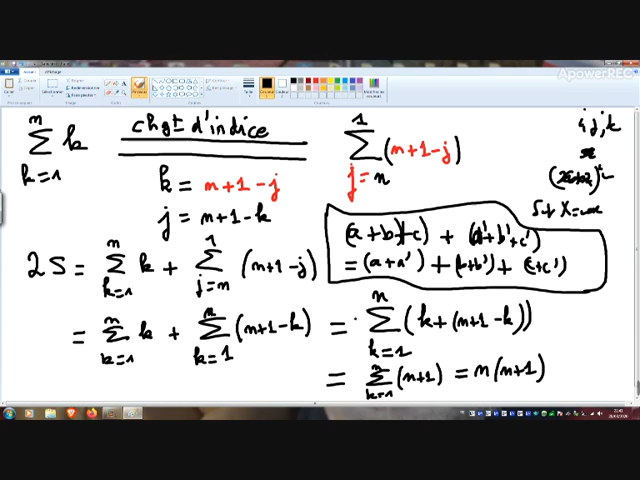 ApowerREC
n
∑ k
k=1
chgt d'indice
1
∑ (n+1-j)
j=n
i, j, k
k = n+1-j
j = n+1-k
(a+b+c) + (a'+b'+c')
= (a+a') + (b+b') + (c+c')
2S = ∑_{k=1}^{n} k + ∑_{j=n}^{1} (n+1-j)
= ∑_{k=1}^{n} k + ∑_{k=1}^{n} (n+1-k) = ∑_{k=1}^{n} (k+(n+1-k))
= ∑_{k=1}^{n} (n+1) = n(n+1)